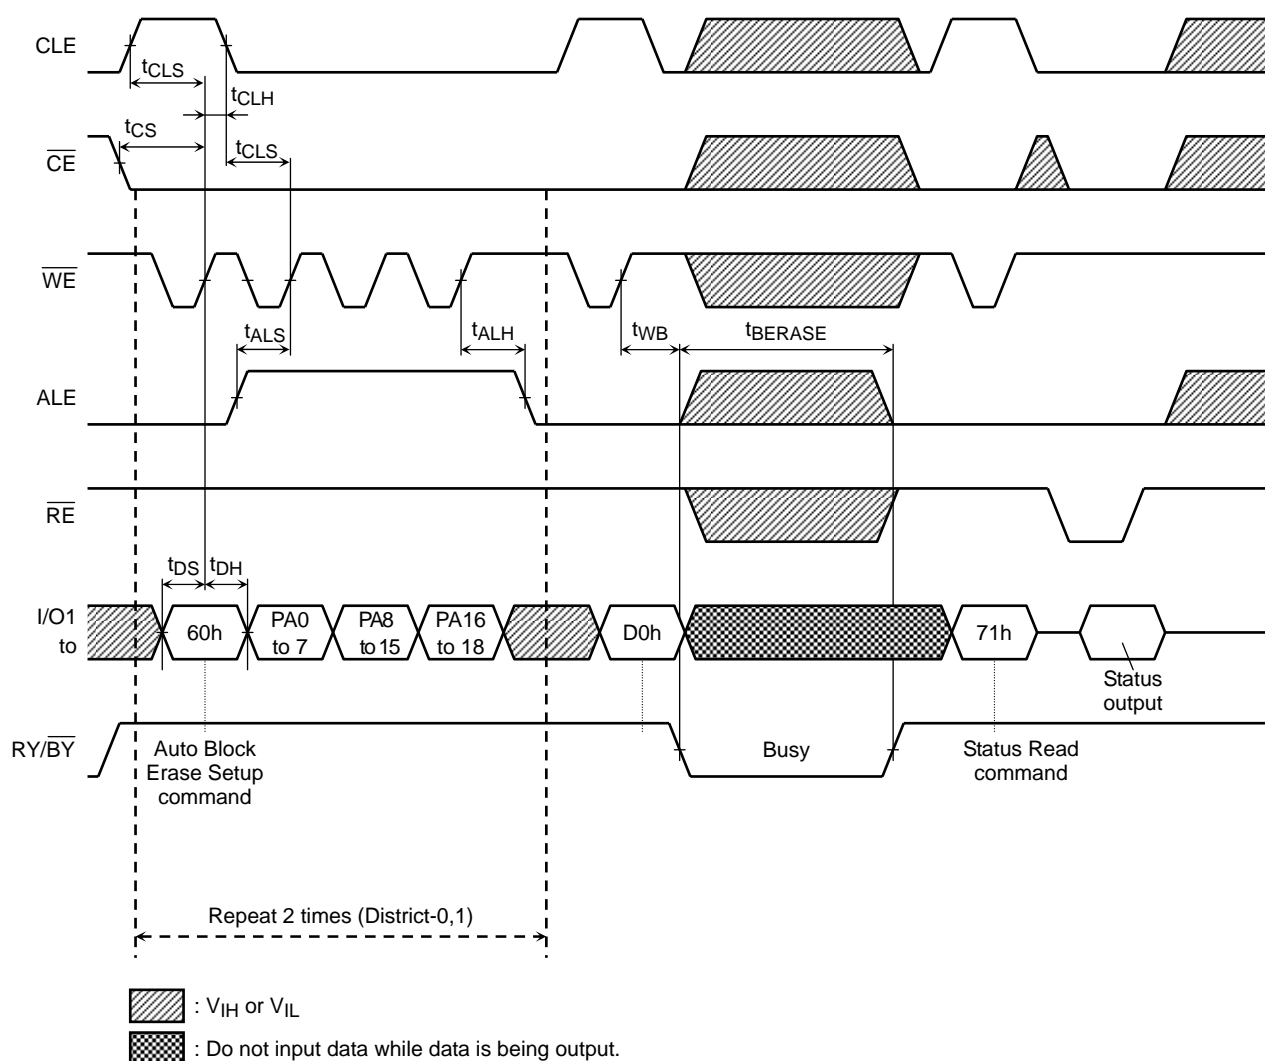 CLE
tCLS
tCLH
tCS
CE
tCLS
WE
tALS
tALH
tWB
tBERASE
ALE
RE
tDS
tDH
I/O1
to
60h
PA0
to 7
PA8
to 15
PA16
to 18
D0h
71h
Status
output
RY/BY
Auto Block
Erase Setup
command
Busy
Status Read
command
Repeat 2 times (District-0,1)
: VIH or VIL
: Do not input data while data is being output.